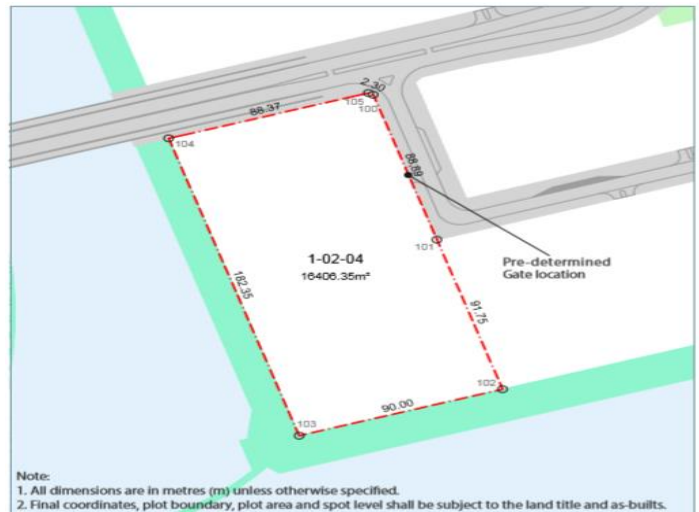 2.30
105
88.37
100
104
88.89
101
1-02-04
16406.35m²
Pre-determined
Gate location
182.35
91.75
102
90.00
103
Note:
1. All dimensions are in metres (m) unless otherwise specified.
2. Final coordinates, plot boundary, plot area and spot level shall be subject to the land title and as-builts.